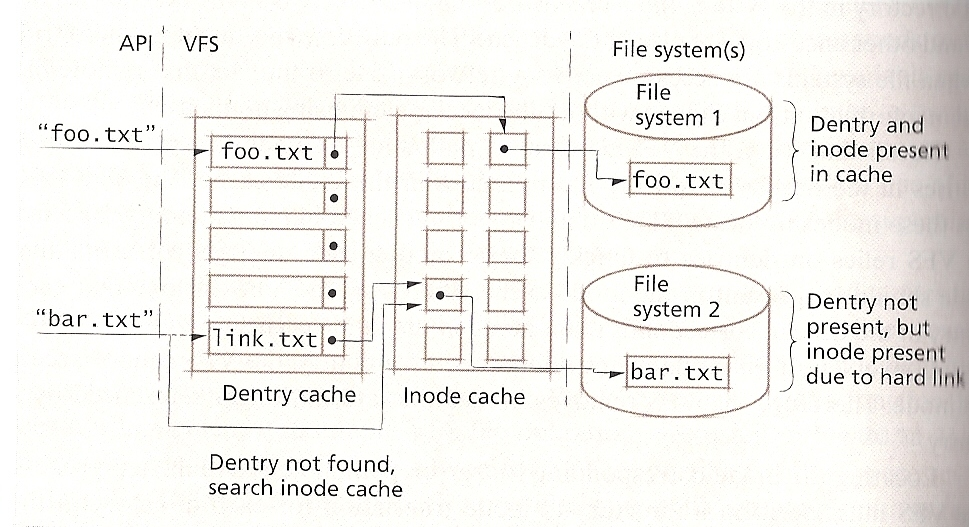 API
VFS
File system(s)
File
system 1
"foo.txt"
foo.txt
foo.txt
Dentry and
inode present
in cache
File
system 2
"bar.txt"
link.txt
bar.txt
Dentry not
present, but
inode present
due to hard link
Dentry cache
Inode cache
Dentry not found,
search inode cache